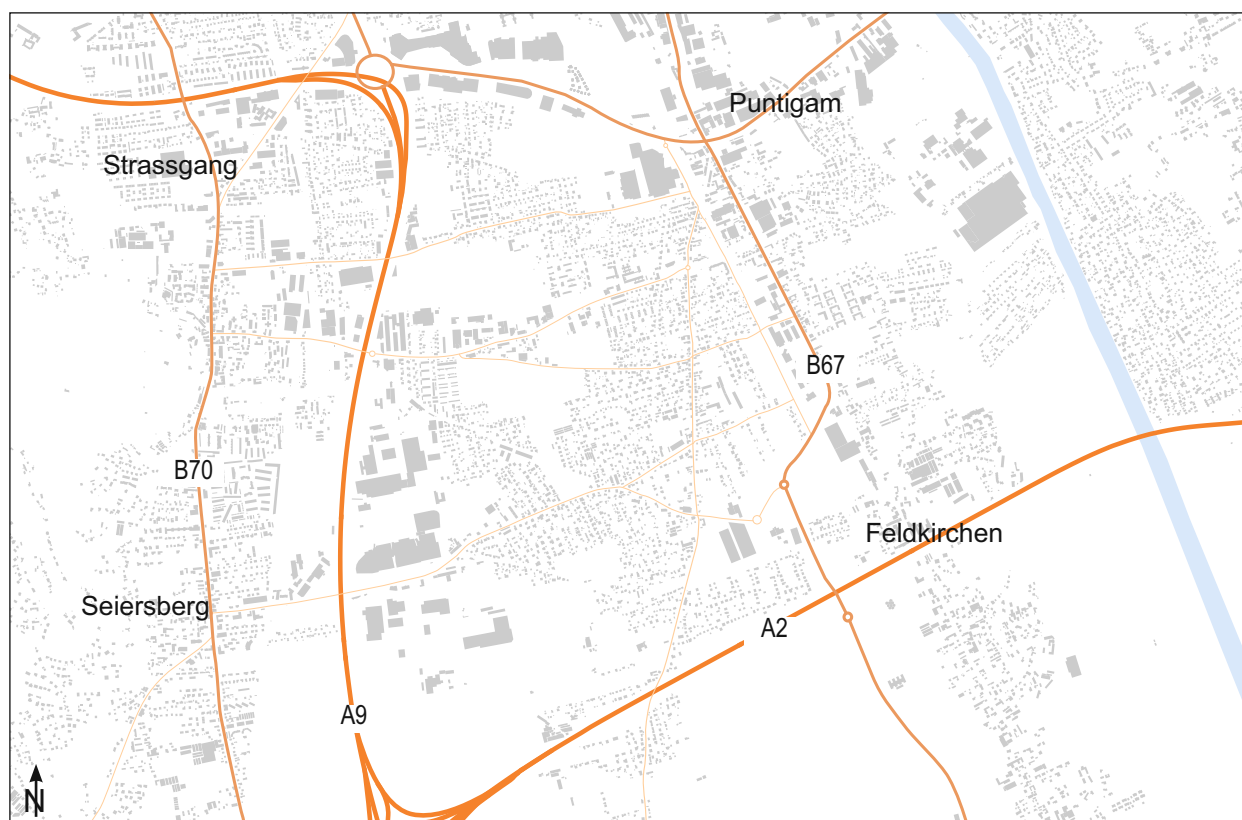 Puntigam
Strassgang
B67
B70
Feldkirchen
Seiersberg
A2
A9
N